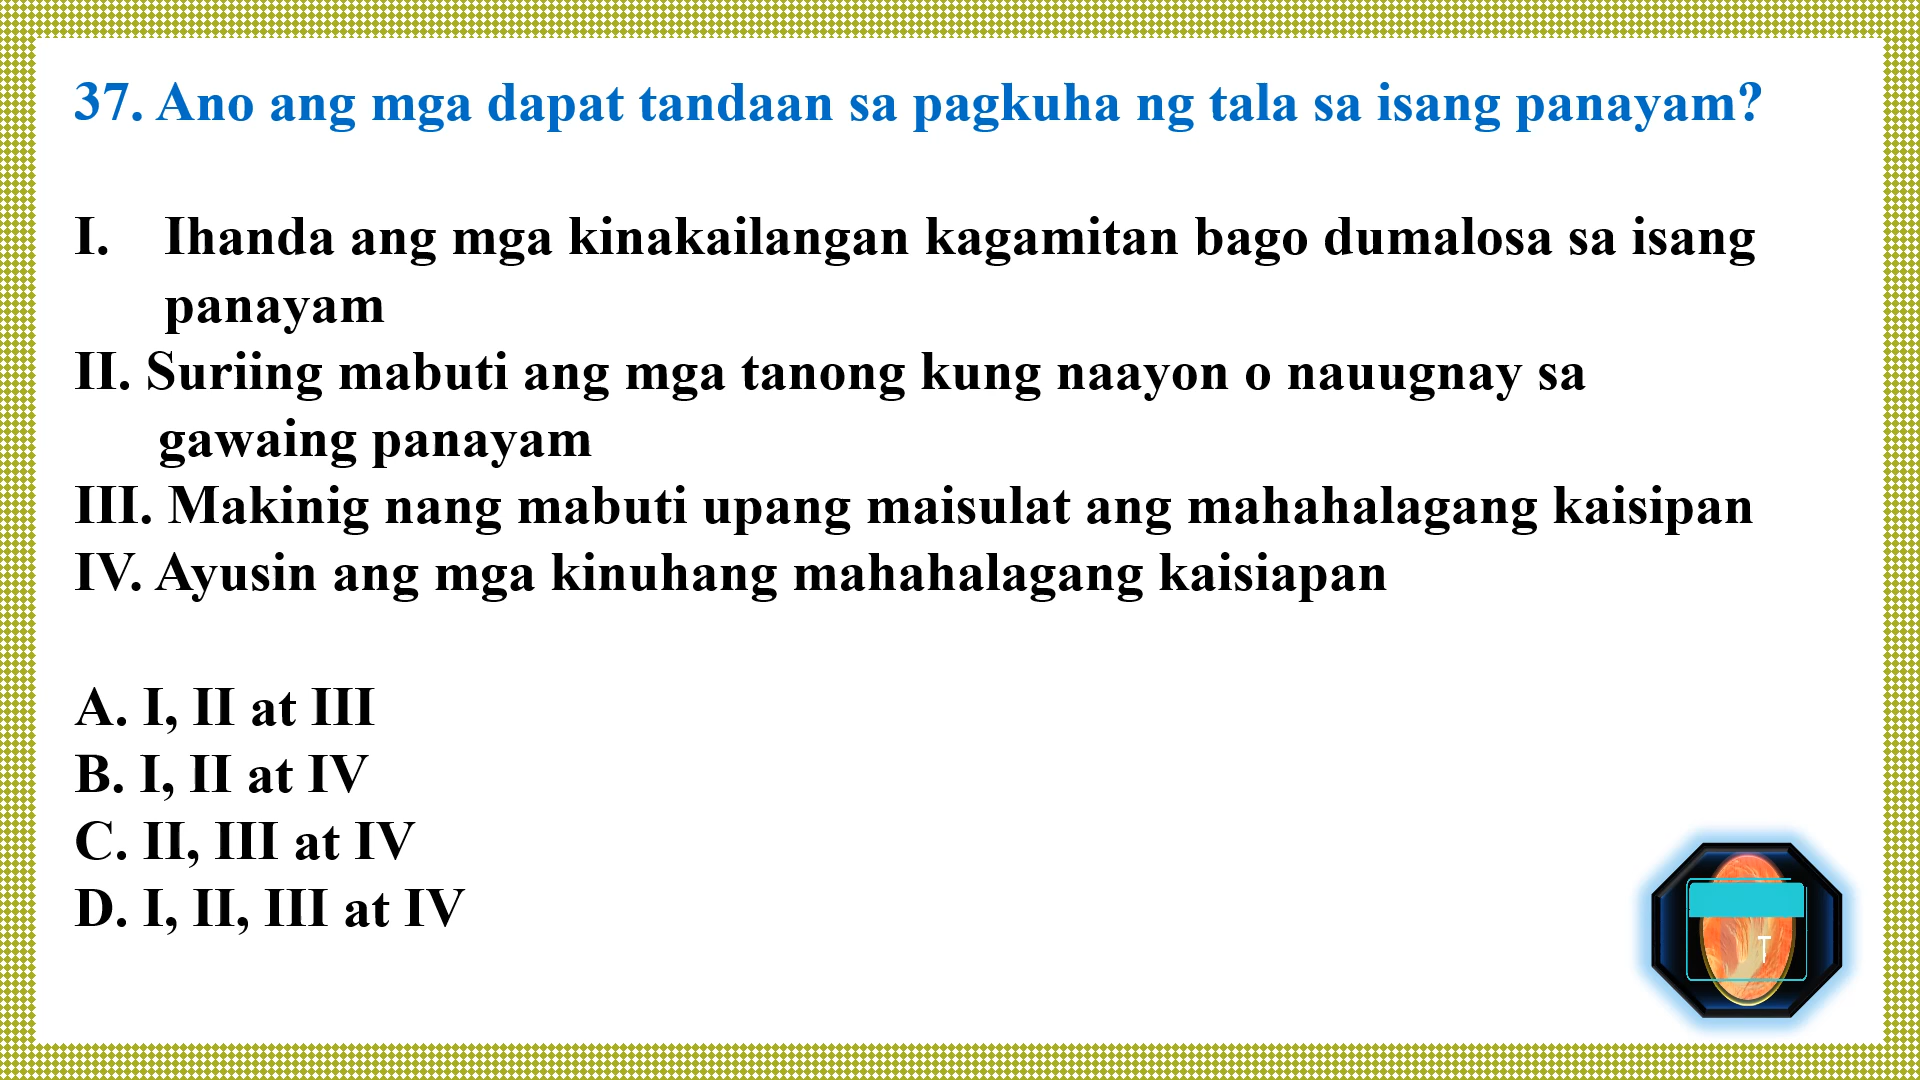 37. Ano ang mga dapat tandaan sa pagkuha ng tala sa isang panayam?
I. Ihanda ang mga kinakailangan kagamitan bago dumalosa sa isang
panayam
II. Suriing mabuti ang mga tanong kung naayon o nauugnay sa
gawaing panayam
III. Makinig nang mabuti upang maisulat ang mahahalagang kaisipan
IV. Ayusin ang mga kinuhang mahahalagang kaisiapan
A. I, II at III
B. I, II at IV
C. II, III at IV
D. I, II, III at IV
T